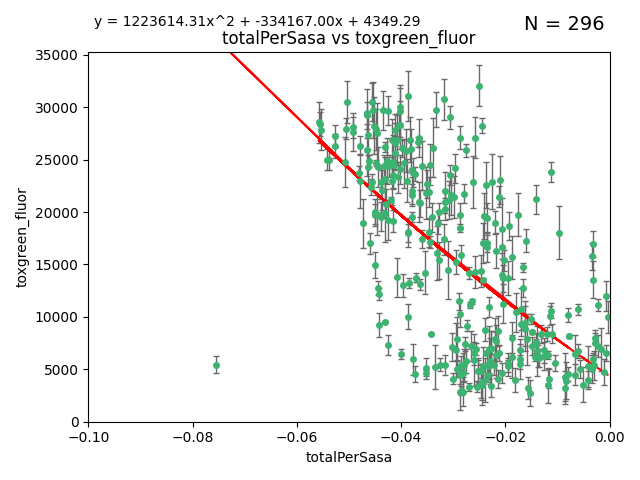 y = 1223614.31x^2 + -334167.00x + 4349.29
N = 296
totalPerSasa vs toxgreen_fluor
35000
30000
25000
20000
15000
10000
5000
0
toxgreen_fluor
−0.10
−0.08
−0.06
−0.04
−0.02
0.00
totalPerSasa